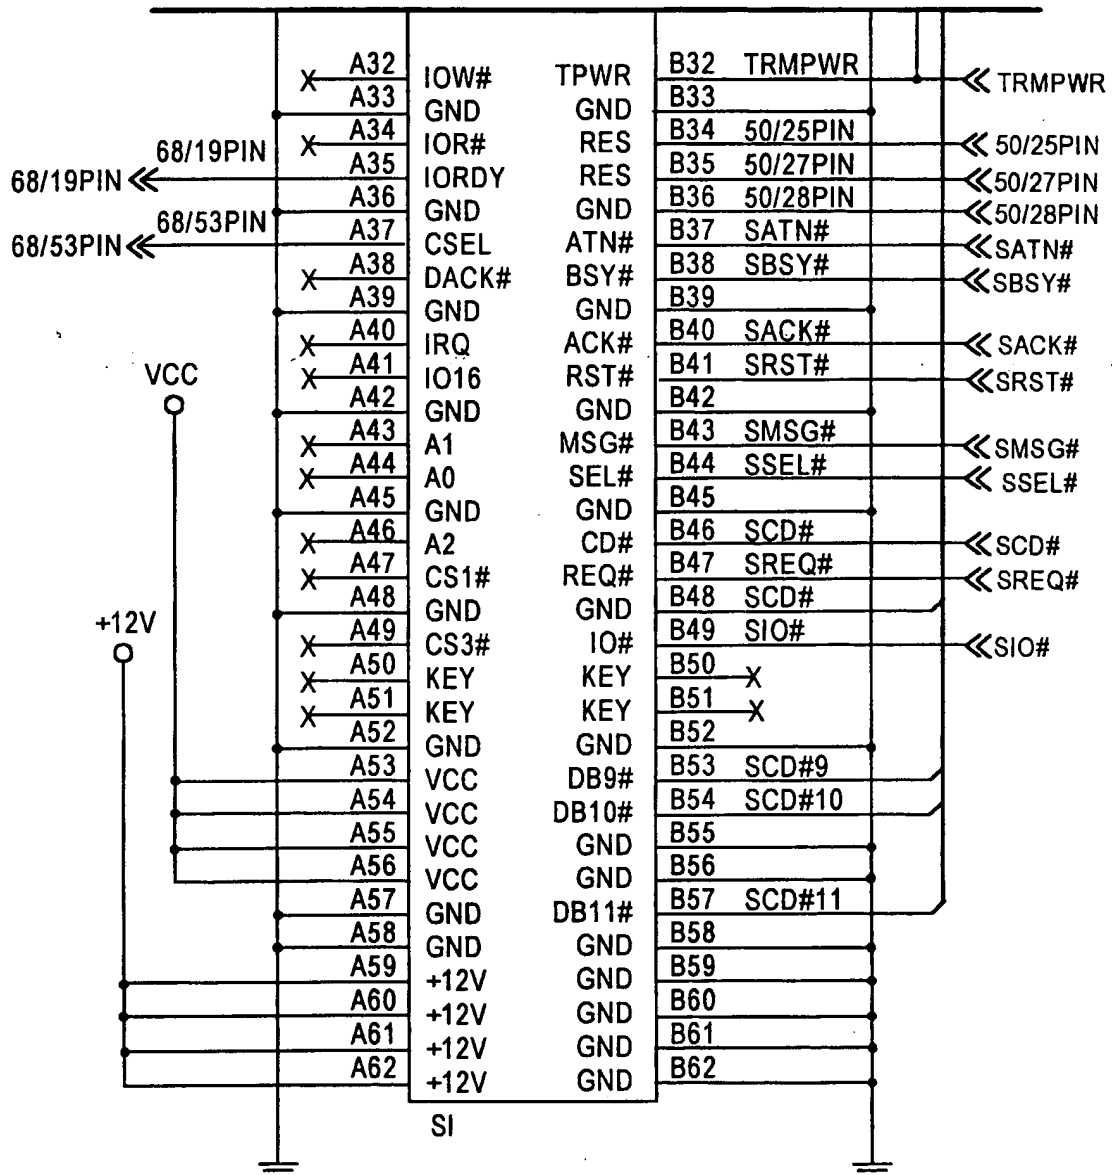 A32 IOW# TPWR B32 TRMPWR TRMPWR
A33 GND GND B33
A34 IOR# RES B34 50/25PIN 50/25PIN
68/19PIN 68/19PIN A35 IORDY RES B35 50/27PIN 50/27PIN
A36 GND GND B36 50/28PIN 50/28PIN
68/53PIN 68/53PIN A37 CSEL ATN# B37 SATN# SATN#
A38 DACK# BSY# B38 SBSY# SBSY#
A39 GND GND B39
A40 IRQ ACK# B40 SACK# SACK#
VCC A41 IO16 RST# B41 SRST# SRST#
A42 GND GND B42
A43 A1 MSG# B43 SMSG# SMSG#
A44 A0 SEL# B44 SSEL# SSEL#
A45 GND GND B45
A46 A2 CD# B46 SCD# SCD#
A47 CS1# REQ# B47 SREQ# SREQ#
A48 GND GND B48 SCD#
+12V A49 CS3# IO# B49 SIO# SIO#
A50 KEY KEY B50
A51 KEY KEY B51
A52 GND GND B52
A53 VCC DB9# B53 SCD#9
A54 VCC DB10# B54 SCD#10
A55 VCC GND B55
A56 VCC GND B56
A57 GND DB11# B57 SCD#11
A58 GND GND B58
A59 +12V GND B59
A60 +12V GND B60
A61 +12V GND B61
A62 +12V GND B62
SI